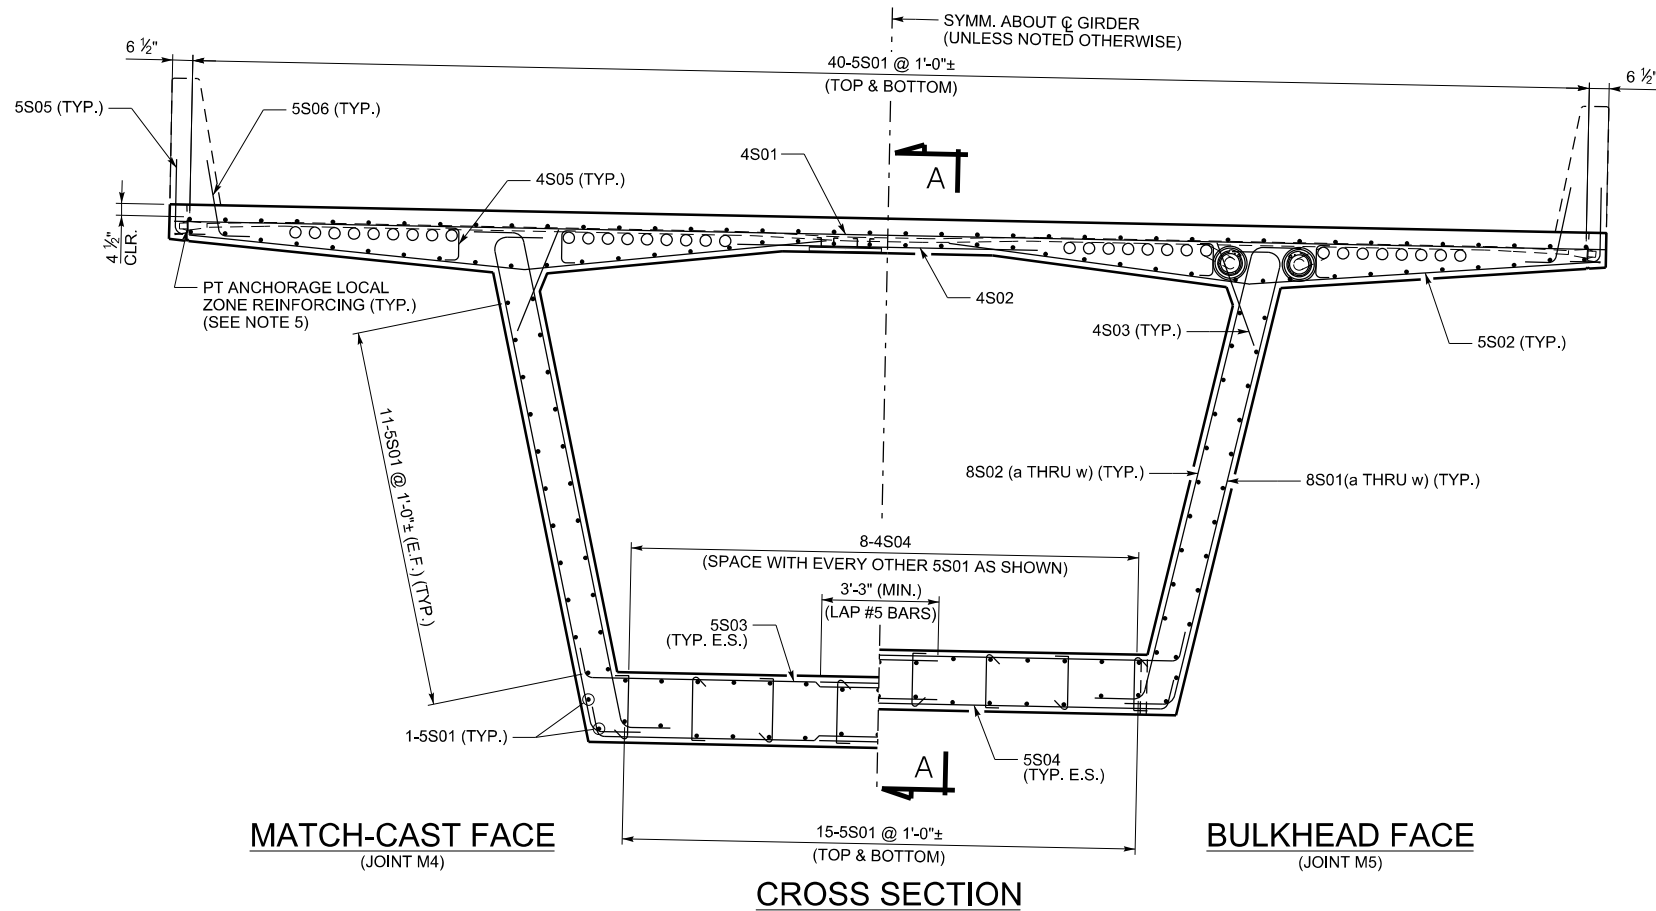 SYMM. ABOUT ℄ GIRDER
(UNLESS NOTED OTHERWISE)
6 ½"
40-5S01 @ 1'-0"±
(TOP & BOTTOM)
6 ½"
5S05 (TYP.)
5S06 (TYP.)
4S01
A
4S05 (TYP.)
4 ½"
CLR.
PT ANCHORAGE LOCAL
ZONE REINFORCING (TYP.)
(SEE NOTE 5)
4S02
4S03 (TYP.)
5S02 (TYP.)
11-5S01 @ 1'-0"± (E.F.) (TYP.)
8S02 (a THRU w) (TYP.)
8S01(a THRU w) (TYP.)
8-4S04
(SPACE WITH EVERY OTHER 5S01 AS SHOWN)
3'-3" (MIN.)
(LAP #5 BARS)
5S03
(TYP. E.S.)
1-5S01 (TYP.)
A
5S04
(TYP. E.S.)
MATCH-CAST FACE
(JOINT M4)
15-5S01 @ 1'-0"±
(TOP & BOTTOM)
BULKHEAD FACE
(JOINT M5)
CROSS SECTION